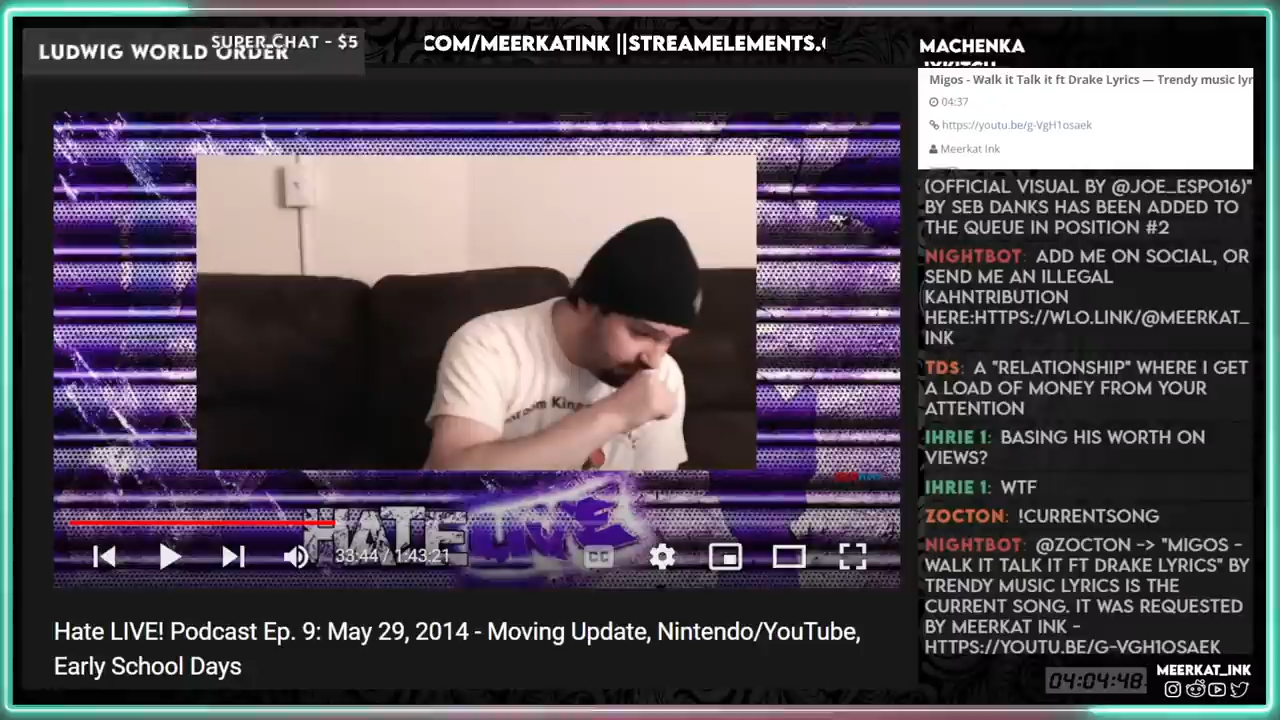 LUDWIG WORLD ORDER
SUPER CHAT - $5
COM/MEERKATINK ||STREAMELEMENTS.
MACHENKA
Migos - Walk it Talk it ft Drake Lyrics — Trendy music lyr
04:37
https://youtu.be/g-VgH1osaek
Meerkat Ink
(OFFICIAL VISUAL BY @JOE_ESPO16)"
BY SEB DANKS HAS BEEN ADDED TO
THE QUEUE IN POSITION #2
NIGHTBOT: ADD ME ON SOCIAL, OR
SEND ME AN ILLEGAL
KAHNTRIBUTION
HERE:HTTPS://WLO.LINK/@MEERKAT_
INK
TDS: A "RELATIONSHIP" WHERE I GET
A LOAD OF MONEY FROM YOUR
ATTENTION
IHRIE 1: BASING HIS WORTH ON
VIEWS?
IHRIE 1: WTF
ZOCTON: !CURRENTSONG
NIGHTBOT: @ZOCTON -> "MIGOS -
WALK IT TALK IT FT DRAKE LYRICS" BY
TRENDY MUSIC LYRICS IS THE
CURRENT SONG. IT WAS REQUESTED
BY MEERKAT INK -
HTTPS://YOUTU.BE/G-VGH1OSAEK
HATE LIVE
33:44 / 1:43:21
CC
Hate LIVE! Podcast Ep. 9: May 29, 2014 - Moving Update, Nintendo/YouTube,
Early School Days
04:04:48
MEERKAT_INK